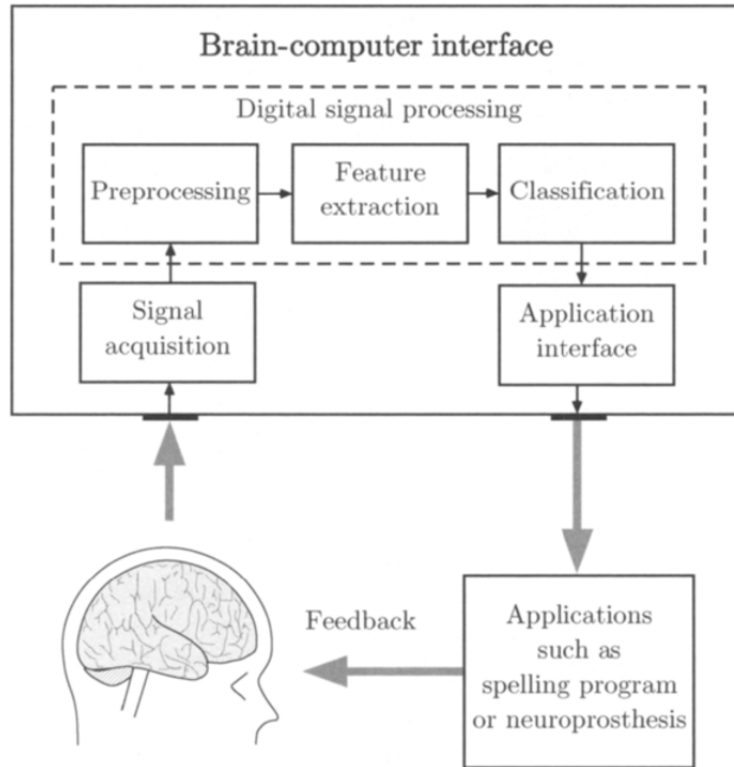 Brain-computer interface
Digital signal processing
Preprocessing
Feature
extraction
Classification
Signal
acquisition
Application
interface
Feedback
Applications
such as
spelling program
or neuroprosthesis